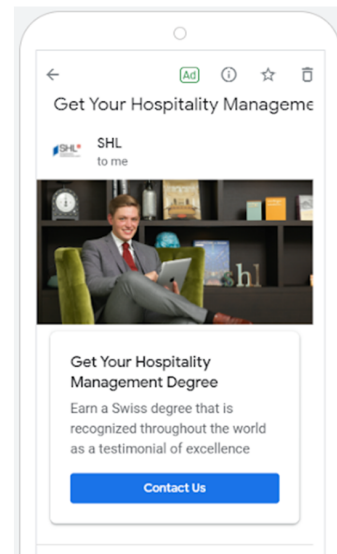 Ad
Get Your Hospitality Manageme
SHL
SHL
to me
shl
Get Your Hospitality
Management Degree
Earn a Swiss degree that is
recognized throughout the world
as a testimonial of excellence
Contact Us